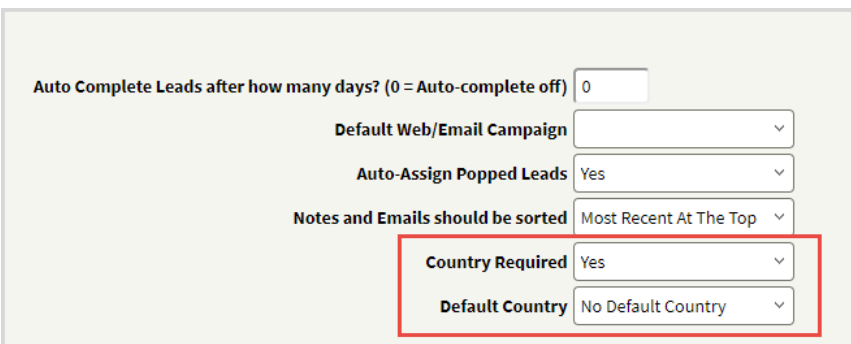 Auto Complete Leads after how many days? (0 = Auto-complete off) 0
Default Web/Email Campaign
Auto-Assign Popped Leads Yes
Notes and Emails should be sorted Most Recent At The Top
Country Required Yes
Default Country No Default Country